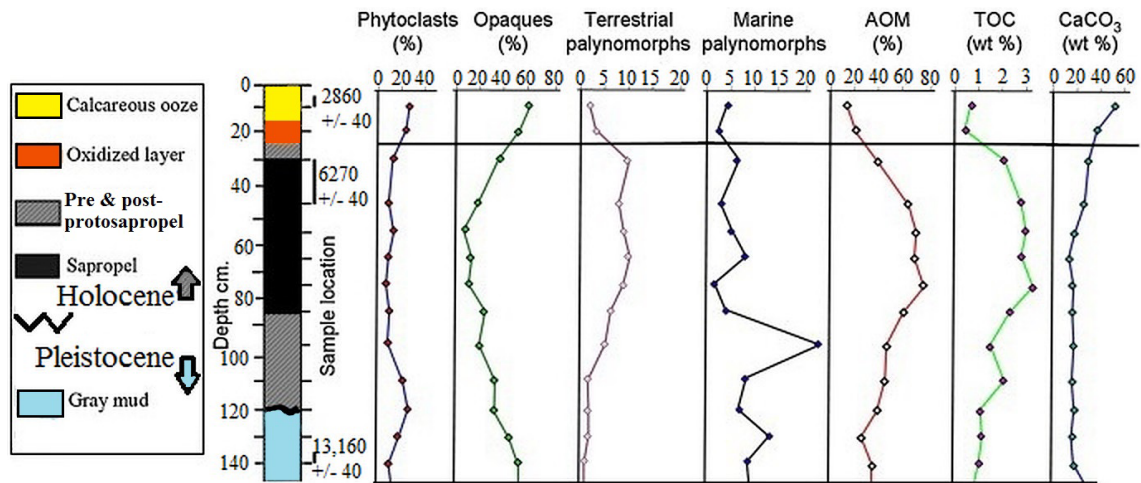 Phytoclasts
(%)
0 20 40
Opaques
(%)
0 20 40 60 80
Terrestrial
palynomorphs
0 5 10 15 20
Marine
palynomorphs
0 5 10 15 20
AOM
(%)
0 20 40 60 80
TOC
(wt %)
0 1 2 3
CaCO3
(wt %)
0 20 40 60
Calcareous ooze
Oxidized layer
Pre & post-
protosapropel
Sapropel
Holocene
Pleistocene
Gray mud
Depth cm.
0
20
40
60
80
100
120
140
2860
+/- 40
6270
+/- 40
Sample location
13,160
+/- 40